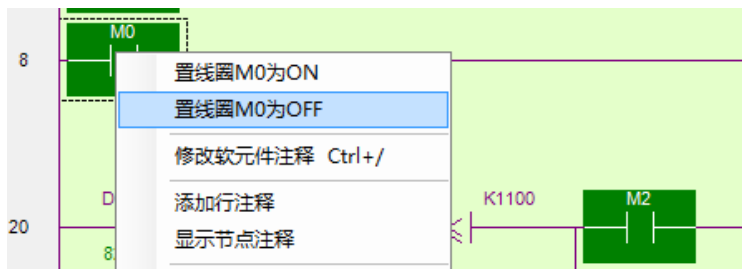 M0
8
置线圈M0为ON
置线圈M0为OFF
修改软元件注释 Ctrl+/
添加行注释
D
K1100
M2
20
显示节点注释
8